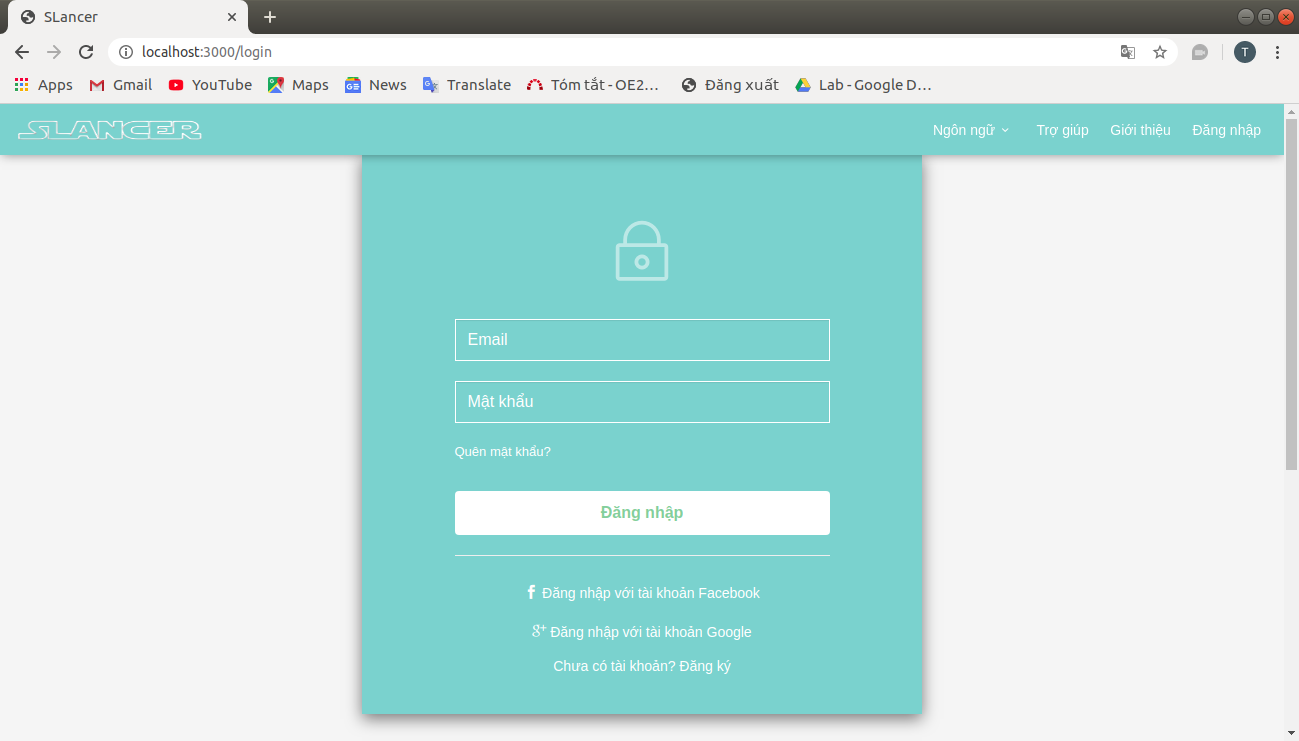 SLancer
localhost:3000/login
T
Apps Gmail YouTube Maps News Translate Tóm tắt - OE2... Đăng xuất Lab - Google D...
SLANCER
Ngôn ngữ Trợ giúp Giới thiệu Đăng nhập
Email
Mật khẩu
Quên mật khẩu?
Đăng nhập
Đăng nhập với tài khoản Facebook
Đăng nhập với tài khoản Google
Chưa có tài khoản? Đăng ký